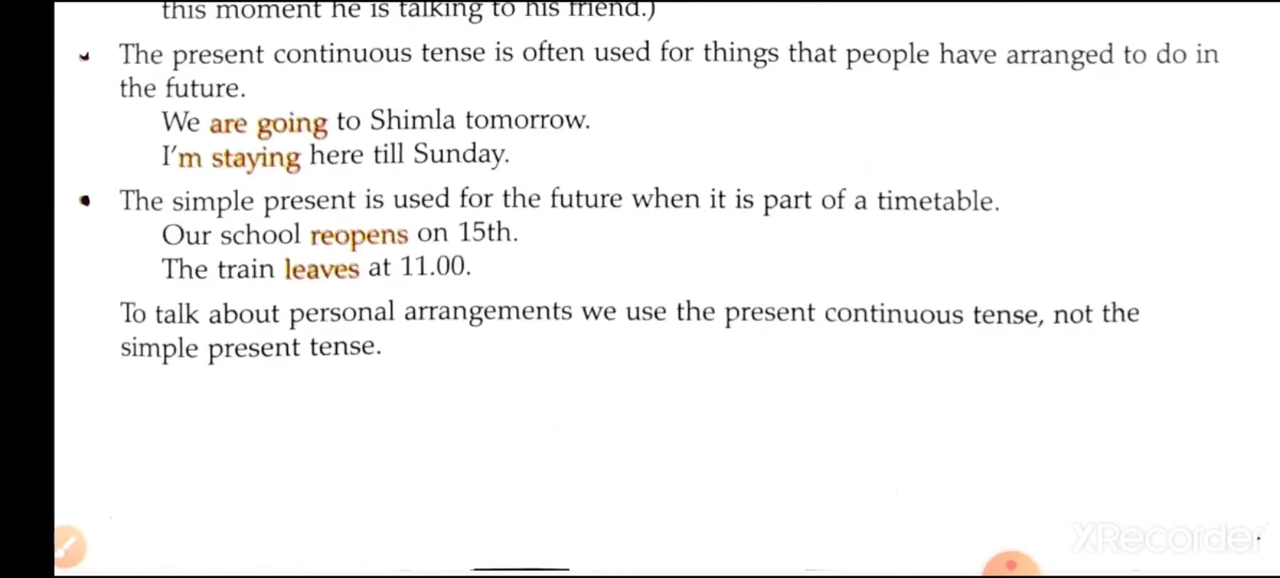 this moment he is talking to his friend.)
The present continuous tense is often used for things that people have arranged to do in
the future.
We are going to Shimla tomorrow.
I'm staying here till Sunday.
The simple present is used for the future when it is part of a timetable.
Our school reopens on 15th.
The train leaves at 11.00.
To talk about personal arrangements we use the present continuous tense, not the
simple present tense.
XRecorder